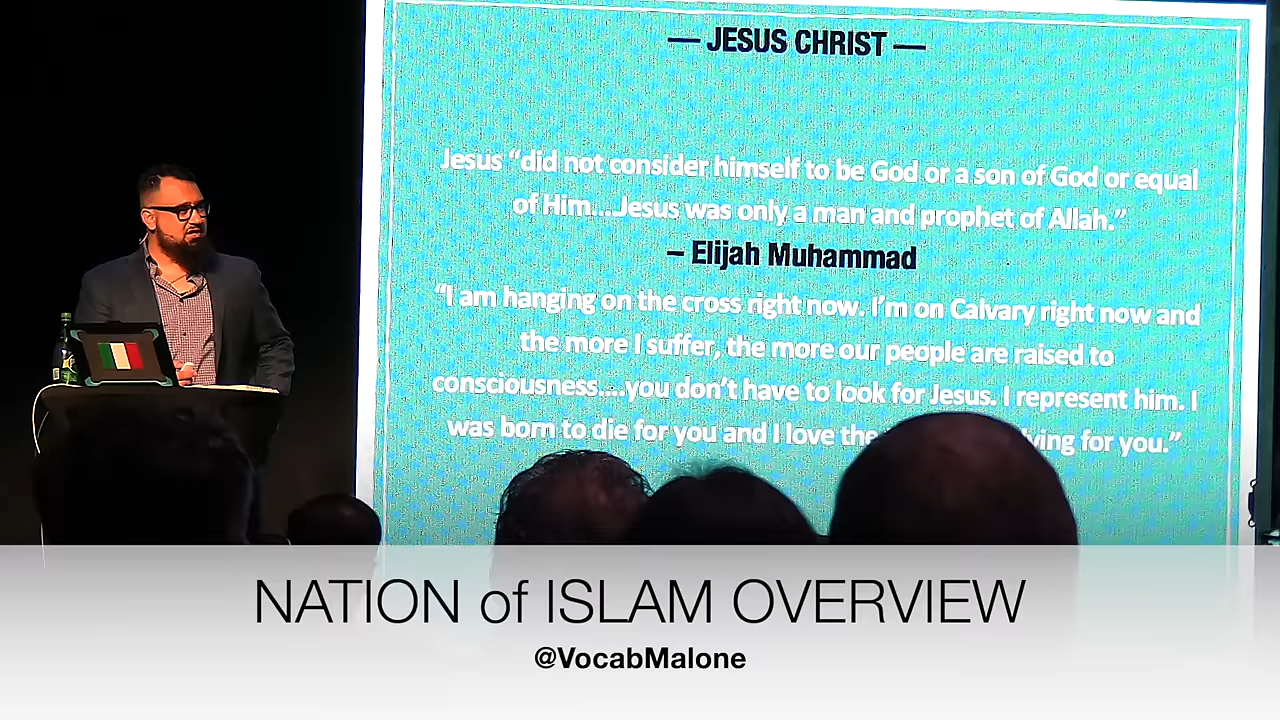 — JESUS CHRIST —
Jesus “did not consider himself to be God or a son of God or equal
of Him...Jesus was only a man and prophet of Allah.”
– Elijah Muhammad
“I am hanging on the cross right now. I’m on Calvary right now and
the more I suffer, the more our people are raised to
consciousness....you don’t have to look for Jesus. I represent him. I
was born to die for you and I love the for you.”
NATION of ISLAM OVERVIEW
@VocabMalone